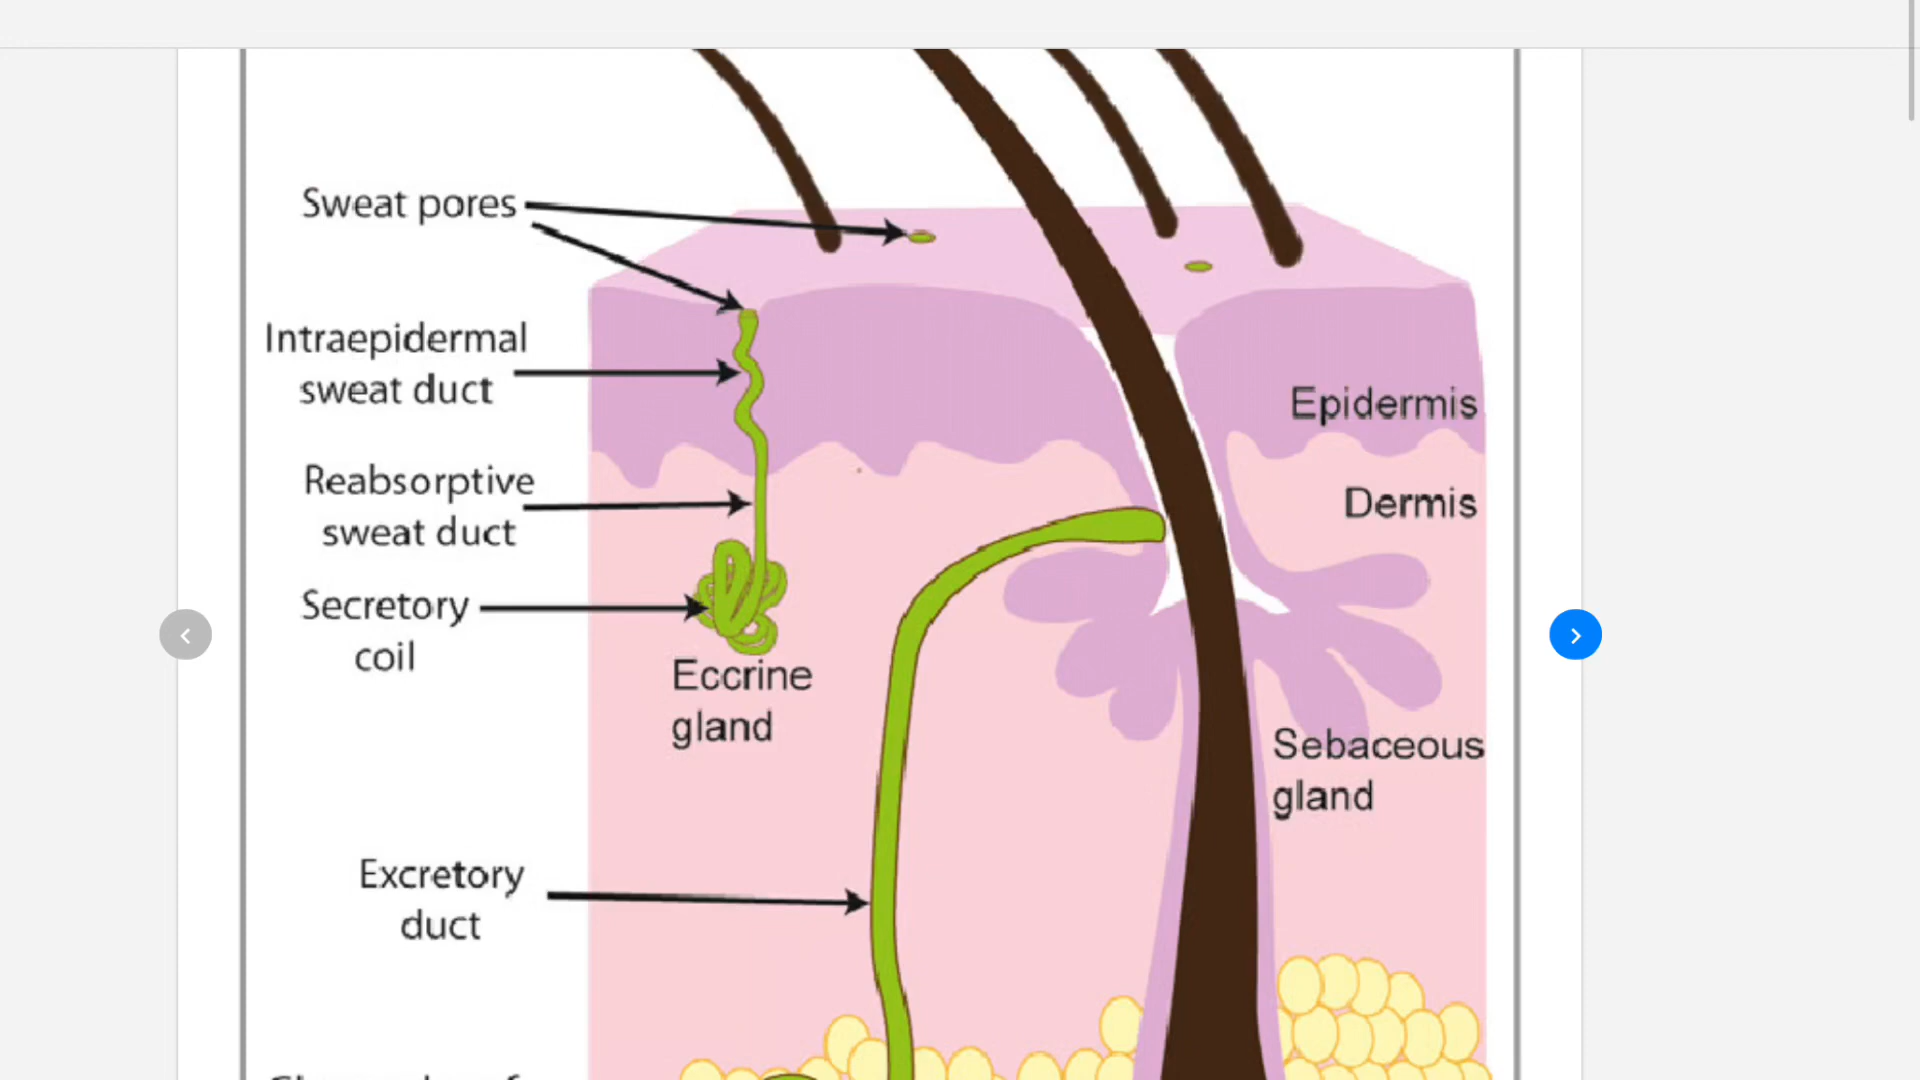 Sweat pores
Intraepidermal
sweat duct
Epidermis
Reabsorptive
sweat duct
Dermis
Secretory
coil
Eccrine
gland
Sebaceous
gland
Excretory
duct